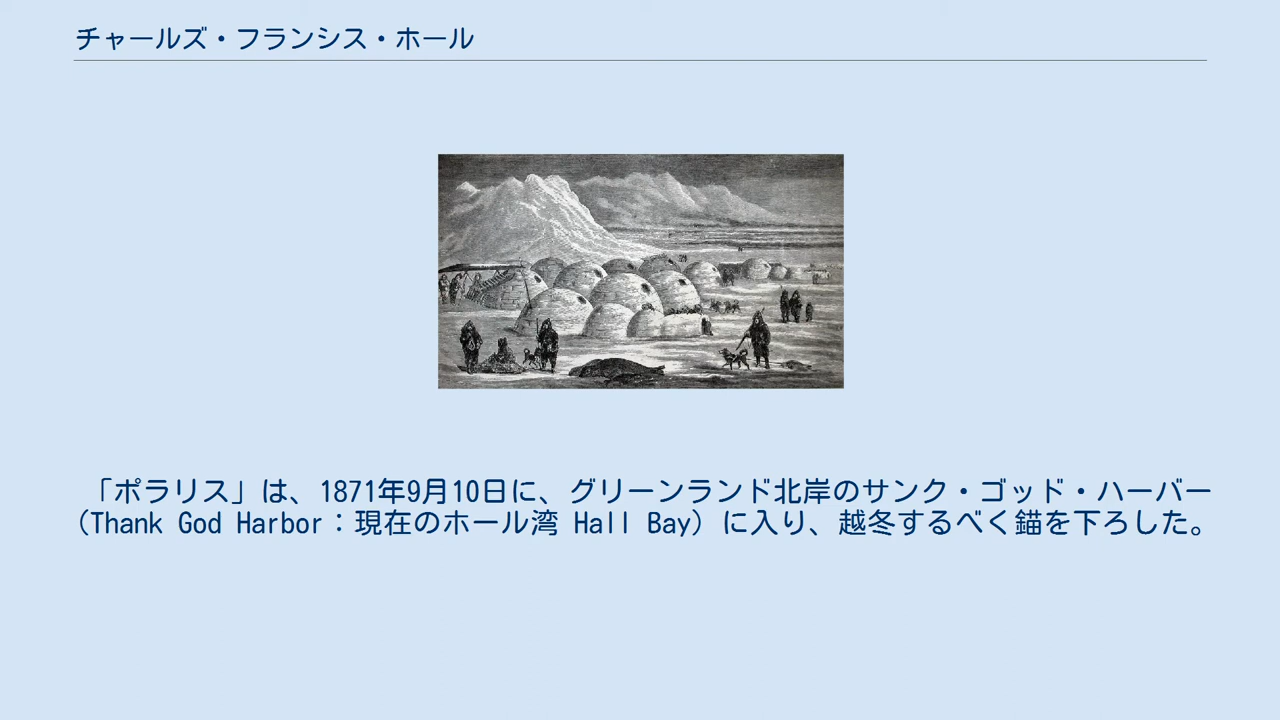 チャールズ・フランシス・ホール
「ポラリス」は、1871年9月10日に、グリーンランド北岸のサンク・ゴッド・ハーバー
（Thank God Harbor：現在のホール湾 Hall Bay）に入り、越冬するべく錨を下ろした。